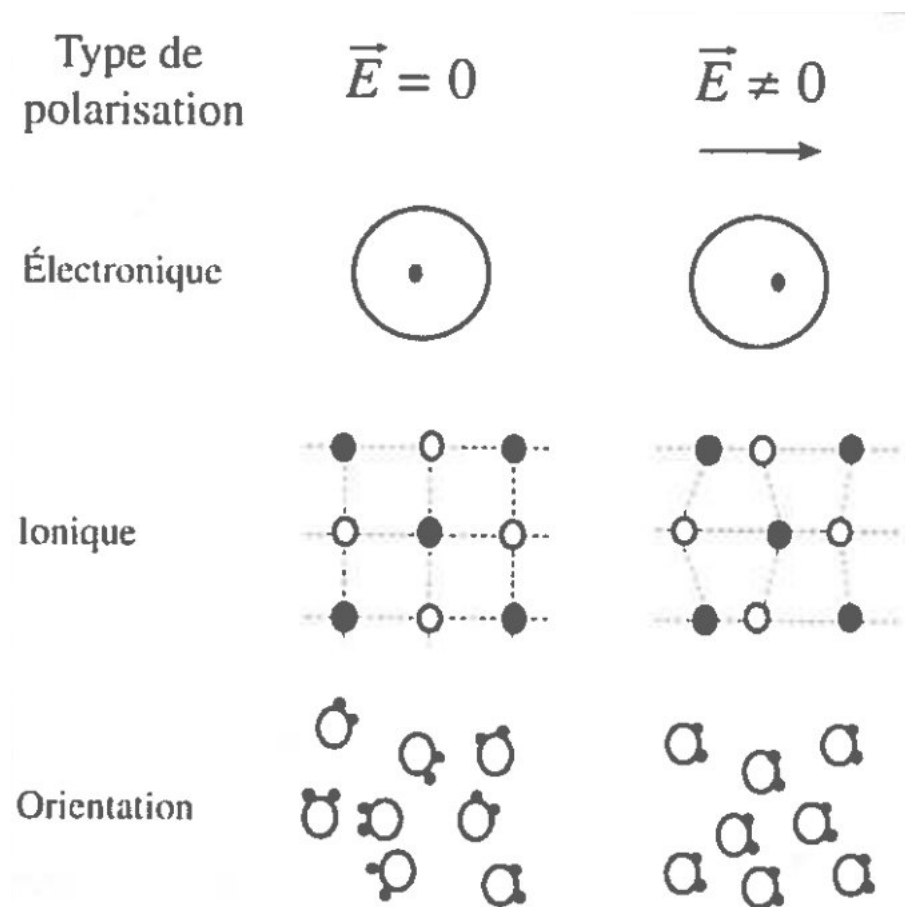 Type de
polarisation
E⃗ = 0
E⃗ ≠ 0
Électronique
Ionique
Orientation